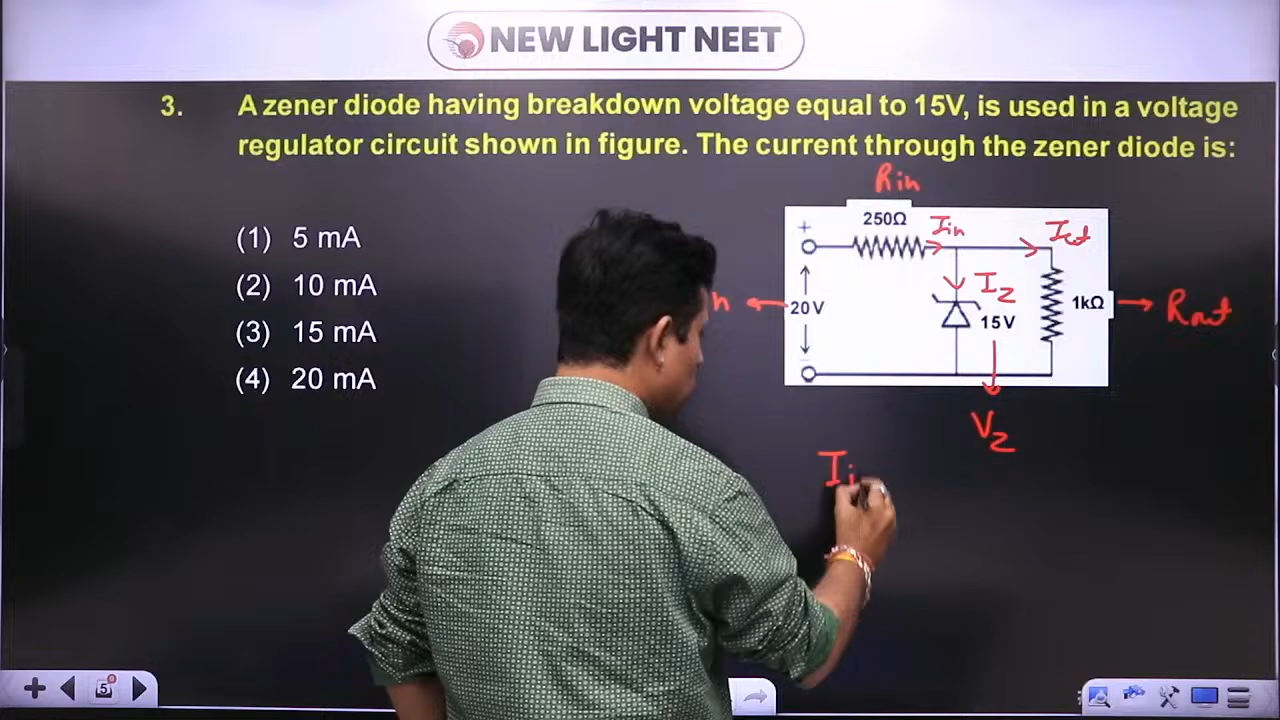 NEW LIGHT NEET
3. A zener diode having breakdown voltage equal to 15V, is used in a voltage
regulator circuit shown in figure. The current through the zener diode is:
Rin
(1) 5 mA
(2) 10 mA
(3) 15 mA
(4) 20 mA
250Ω
Iin
+
IZ
20 V
15V
1kΩ
−
VZ
5